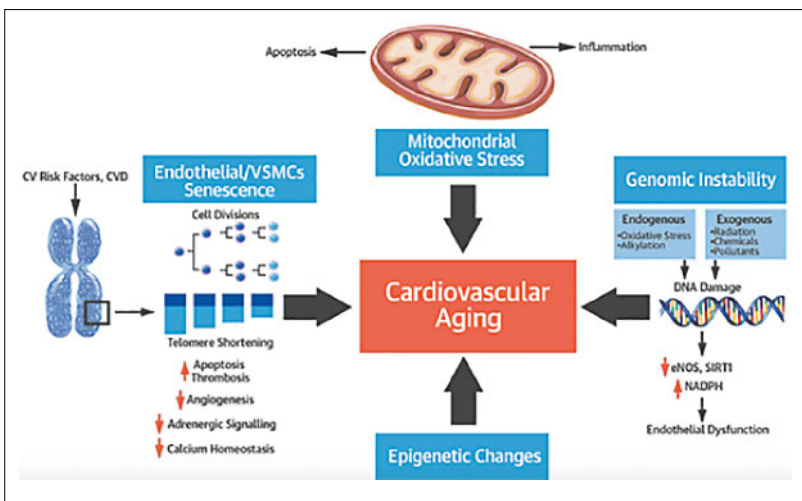 Apoptosis
Inflammation
Mitochondrial
Oxidative Stress
CV Risk Factors, CVD
Endothelial/VSMCs
Senescence
Cell Divisions
Telomere Shortening
Apoptosis
Thrombosis
Angiogenesis
Adrenergic Signalling
Calcium Homeostasis
Cardiovascular
Aging
Epigenetic Changes
Genomic Instability
Endogenous
•Oxidative Stress
•Alkylation
Exogenous
•Radiation
•Chemicals
•Pollutants
DNA Damage
eNOS, SIRT1
NADPH
Endothelial Dysfunction